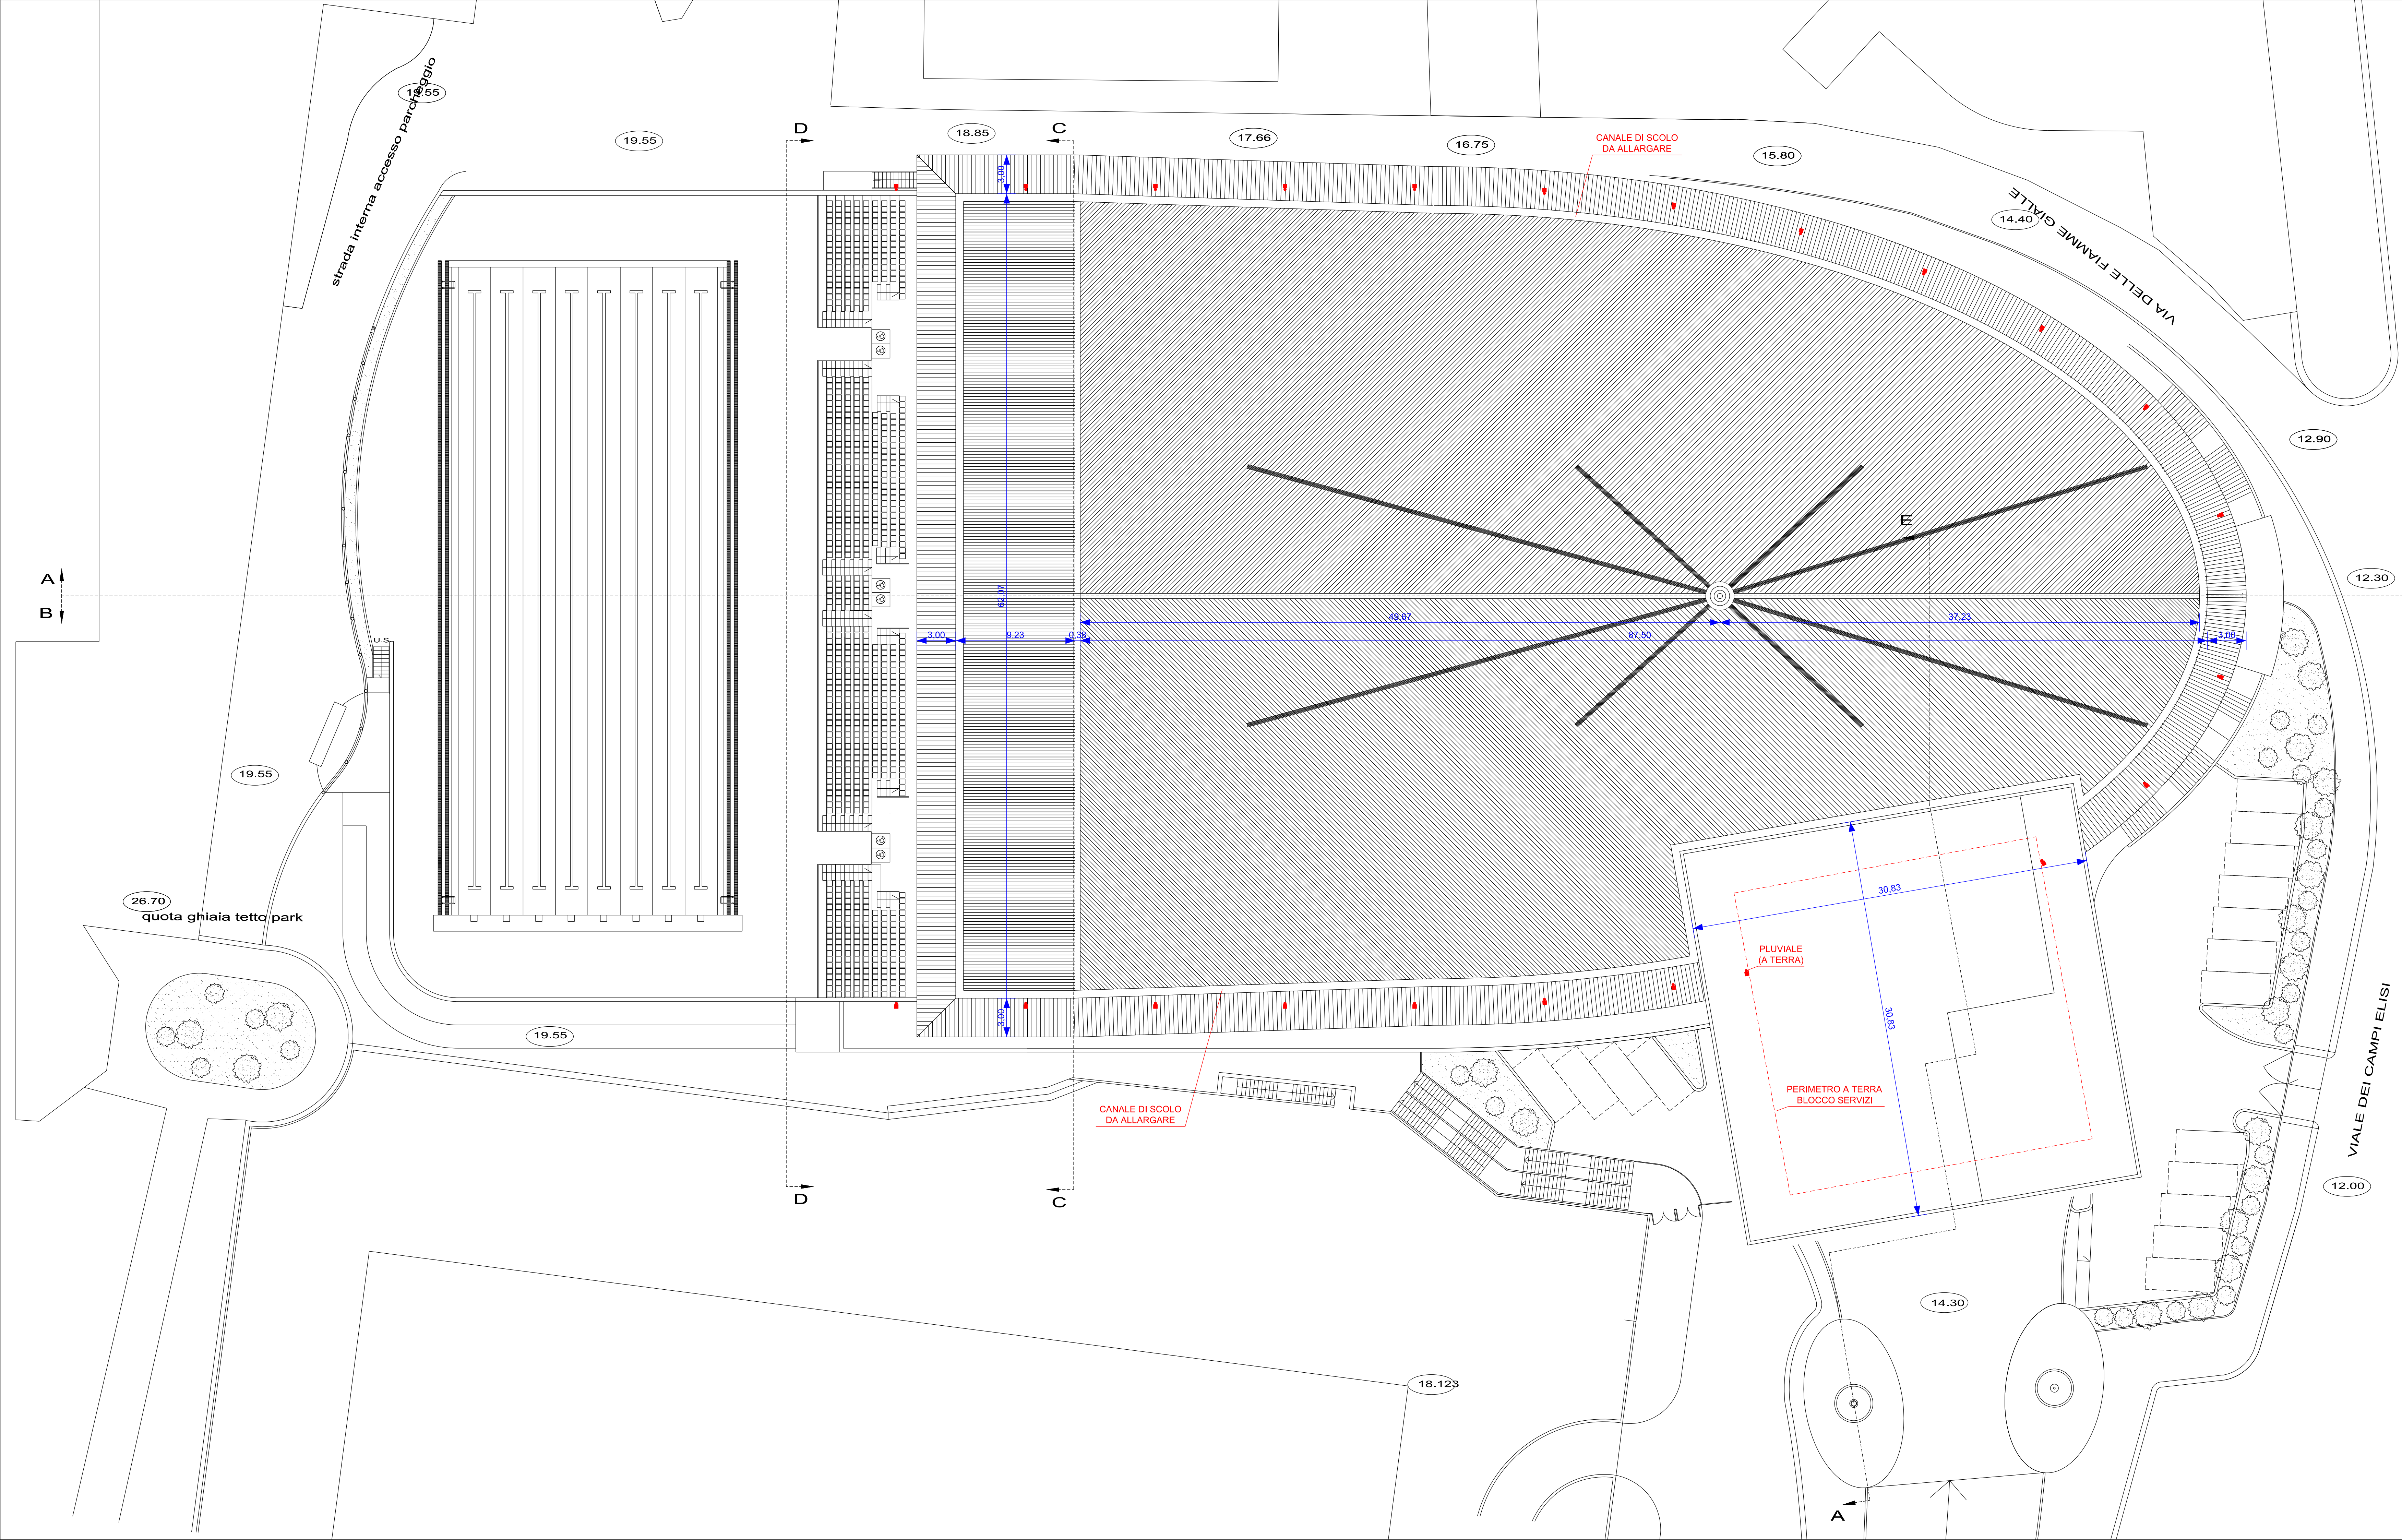 19.55
strada interna accesso parcheggio
19.55
D
18.85
C
17.66
16.75
CANALE DI SCOLO
DA ALLARGARE
15.80
14.40
VIA DELLE FIAMME GIALLE
3,00
12.90
E
12.30
A
B
62,07
49,67
37,23
3,00
9,23
0,38
87,50
3,00
U.S.
19.55
26.70
quota ghiaia tetto park
30,83
PLUVIALE
(A TERRA)
30,83
3,00
19.55
PERIMETRO A TERRA
BLOCCO SERVIZI
CANALE DI SCOLO
DA ALLARGARE
VIALE DEI CAMPI ELISI
D
C
12.00
14.30
18.123
A